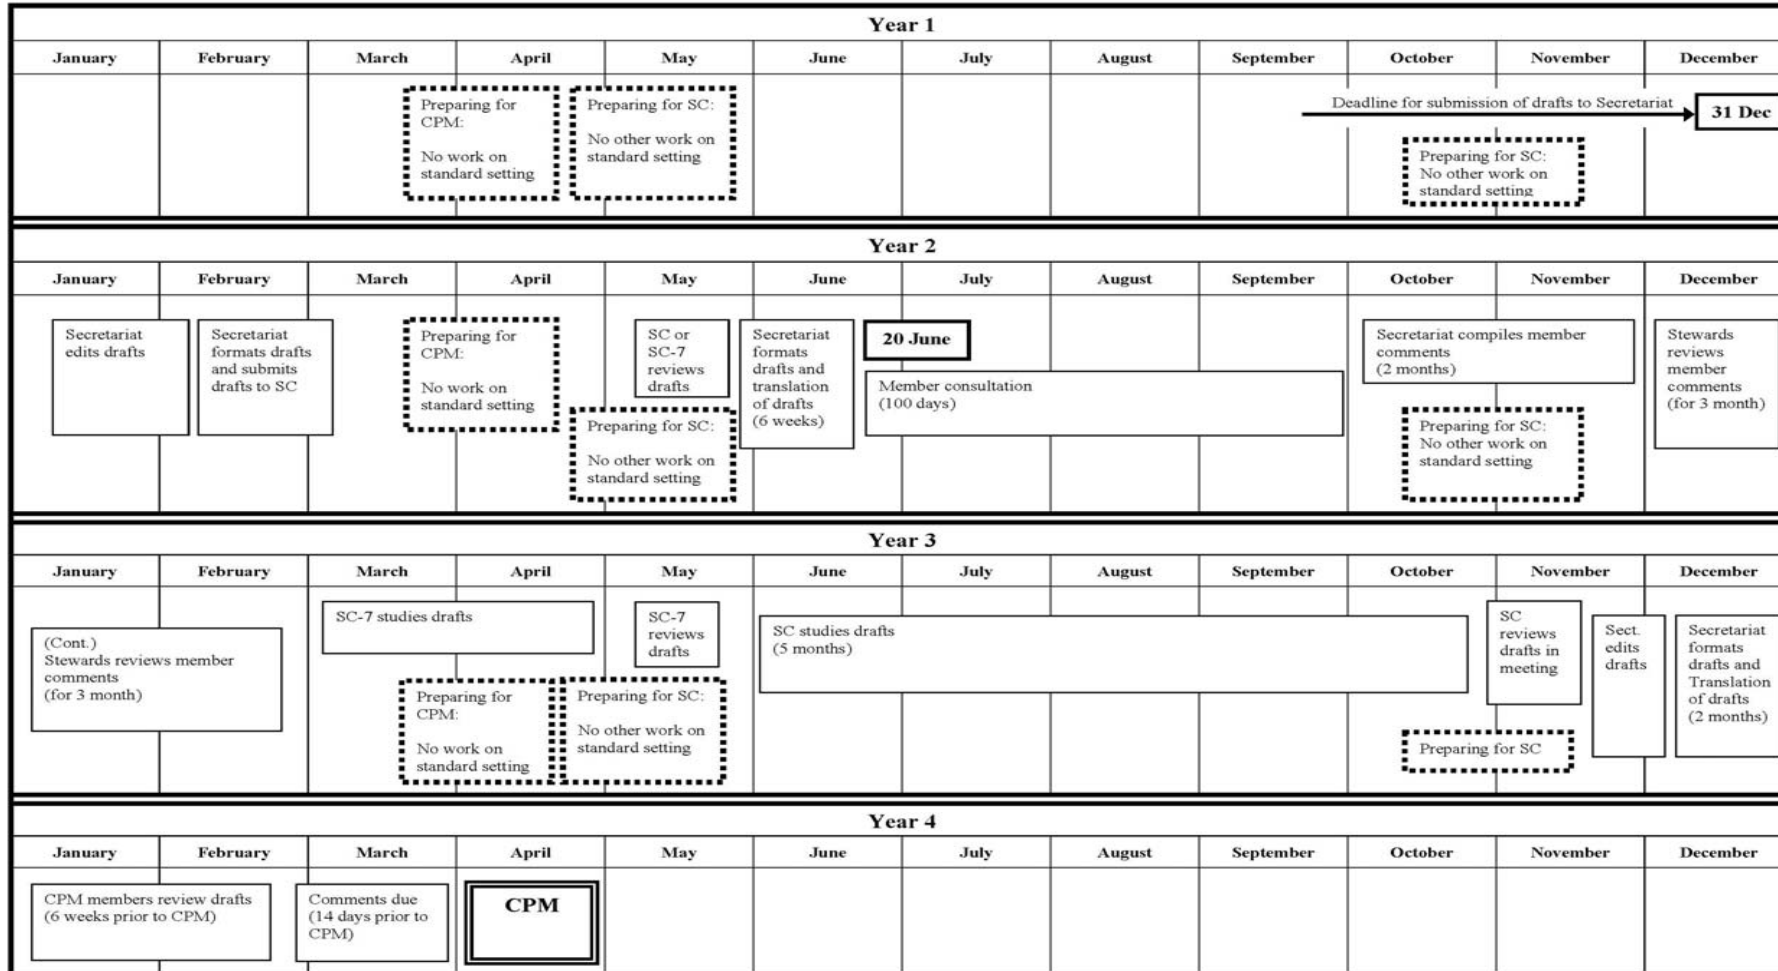 Year 1
January February March April May June July August September October November December
Preparing for
CPM:
No work on
standard setting
Preparing for SC:
No other work on
standard setting
Deadline for submission of drafts to Secretariat
31 Dec
Preparing for SC:
No other work on
standard setting
Year 2
January February March April May June July August September October November December
Secretariat
edits drafts
Secretariat
formats drafts
and submits
drafts to SC
Preparing for
CPM:
No work on
standard setting
SC or
SC-7
reviews
drafts
Preparing for SC:
No other work on
standard setting
Secretariat
formats
drafts and
translation
of drafts
(6 weeks)
20 June
Member consultation
(100 days)
Secretariat compiles member
comments
(2 months)
Preparing for SC:
No other work on
standard setting
Stewards
reviews
member
comments
(for 3 month)
Year 3
January February March April May June July August September October November December
(Cont.)
Stewards reviews member
comments
(for 3 month)
SC-7 studies drafts
Preparing for
CPM:
No work on
standard setting
SC-7
reviews
drafts
Preparing for SC:
No other work on
standard setting
SC studies drafts
(5 months)
SC
reviews
drafts in
meeting
Preparing for SC
Sect.
edits
drafts
Secretariat
formats
drafts and
Translation
of drafts
(2 months)
Year 4
January February March April May June July August September October November December
CPM members review drafts
(6 weeks prior to CPM)
Comments due
(14 days prior to
CPM)
CPM